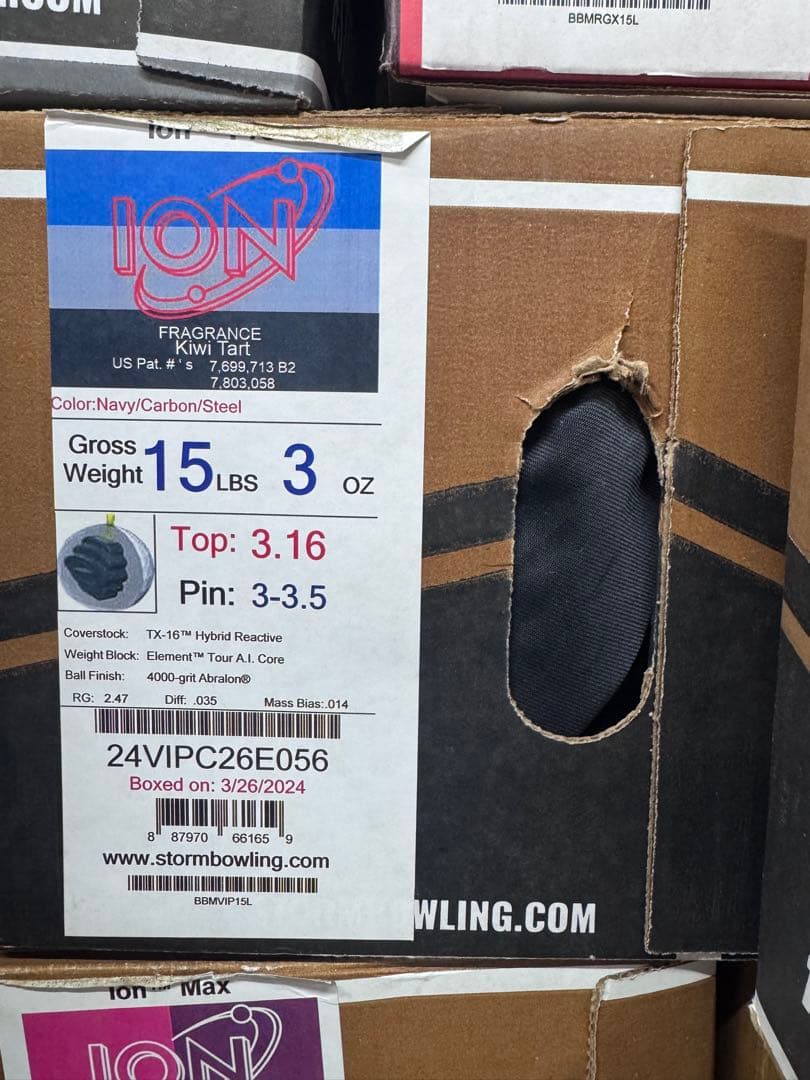 BBMRGX15L
ION
FRAGRANCE
Kiwi Tart
US Pat. # ' s 7,699,713 B2
7,803,058
Color:Navy/Carbon/Steel
Gross Weight 15 LBS 3 OZ
Top: 3.16
Pin: 3-3.5
Coverstock: TX-16™ Hybrid Reactive
Weight Block: Element™ Tour A.I. Core
Ball Finish: 4000-grit Abralon®
RG: 2.47 Diff: .035 Mass Bias:.014
24VIPC26E056
Boxed on: 3/26/2024
8 87970 66165 9
www.stormbowling.com
BBMVIP15L
WLING.COM
Ion™ Max
ION